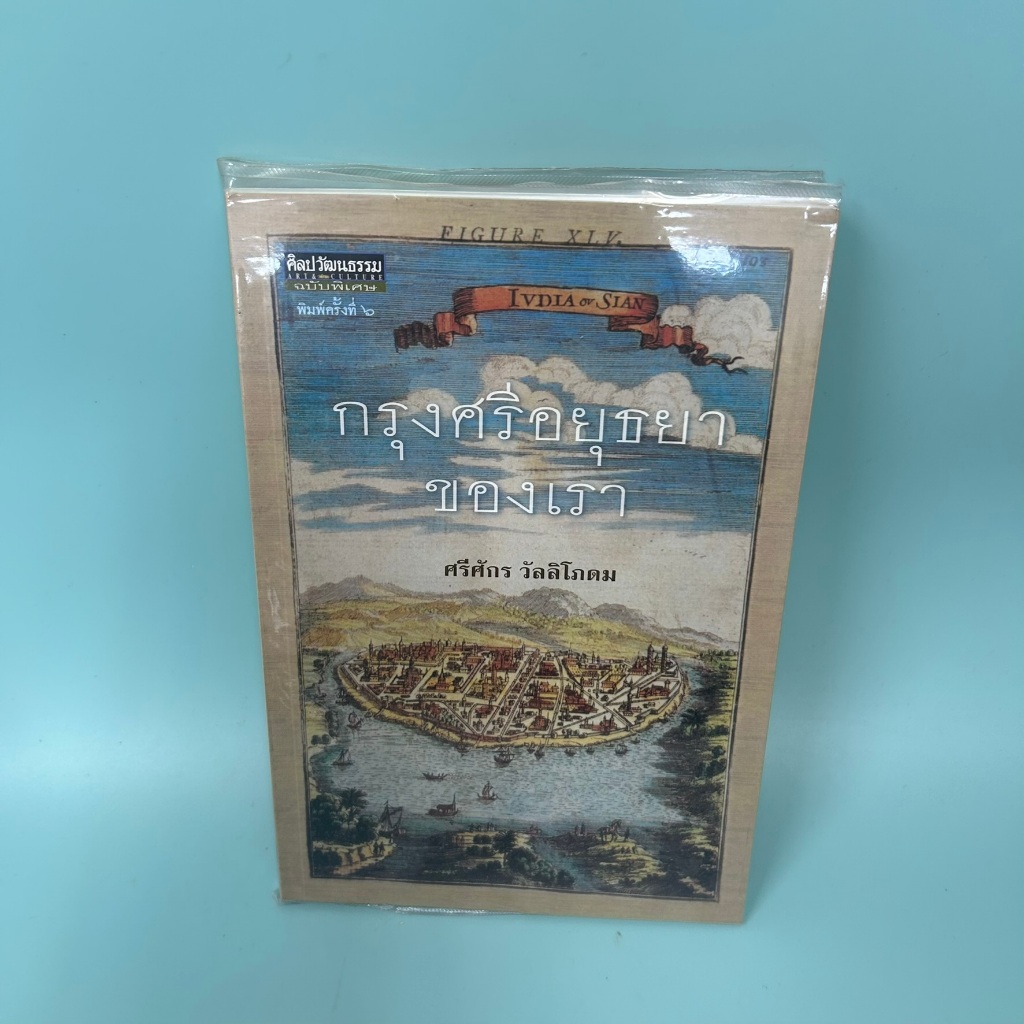 FIGURE XLV.
ศิลปวัฒนธรรม
ART & CULTURE
ฉบับพิเศษ
พิมพ์ครั้งที่ ๖
IVDIA ov SIAN
กรุงศรีอยุธยา
ของเรา
ศรีศักร วัลลิโภดม